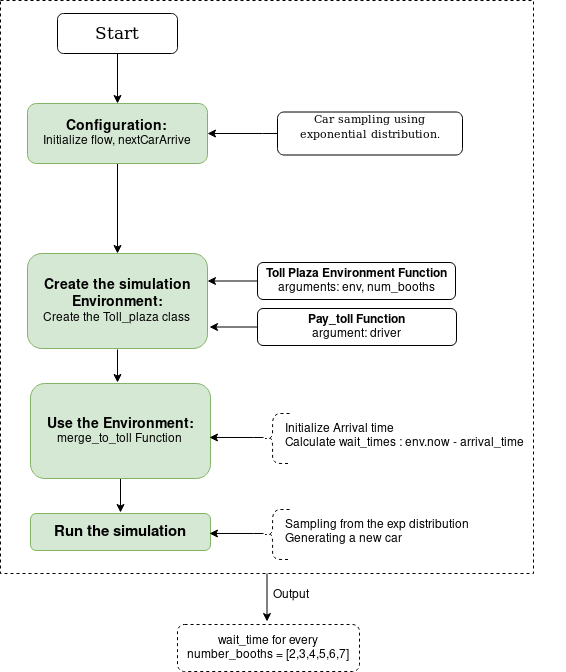 Start
Configuration:
Initialize flow, nextCarArrive
Car sampling using
exponential distribution.
Create the simulation
Environment:
Create the Toll_plaza class
Toll Plaza Environment Function
arguments: env, num_booths
Pay_toll Function
argument: driver
Use the Environment:
merge_to_toll Function
Initialize Arrival time
Calculate wait_times : env.now - arrival_time
Run the simulation
Sampling from the exp distribution
Generating a new car
Output
wait_time for every
number_booths = [2,3,4,5,6,7]